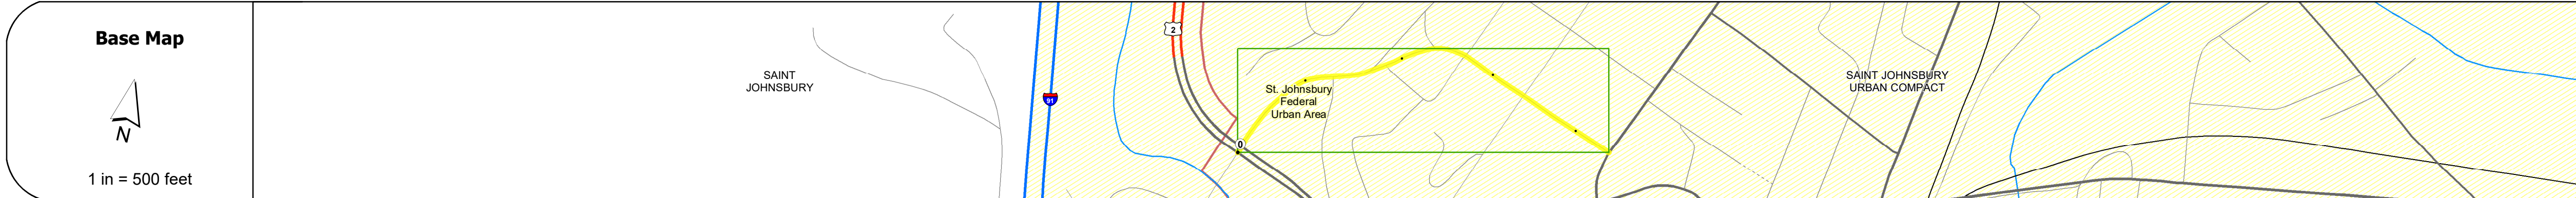 Base Map
N
1 in = 500 feet
SAINT
JOHNSBURY
91
2
0
St. Johnsbury
Federal
Urban Area
SAINT JOHNSBURY
URBAN COMPACT